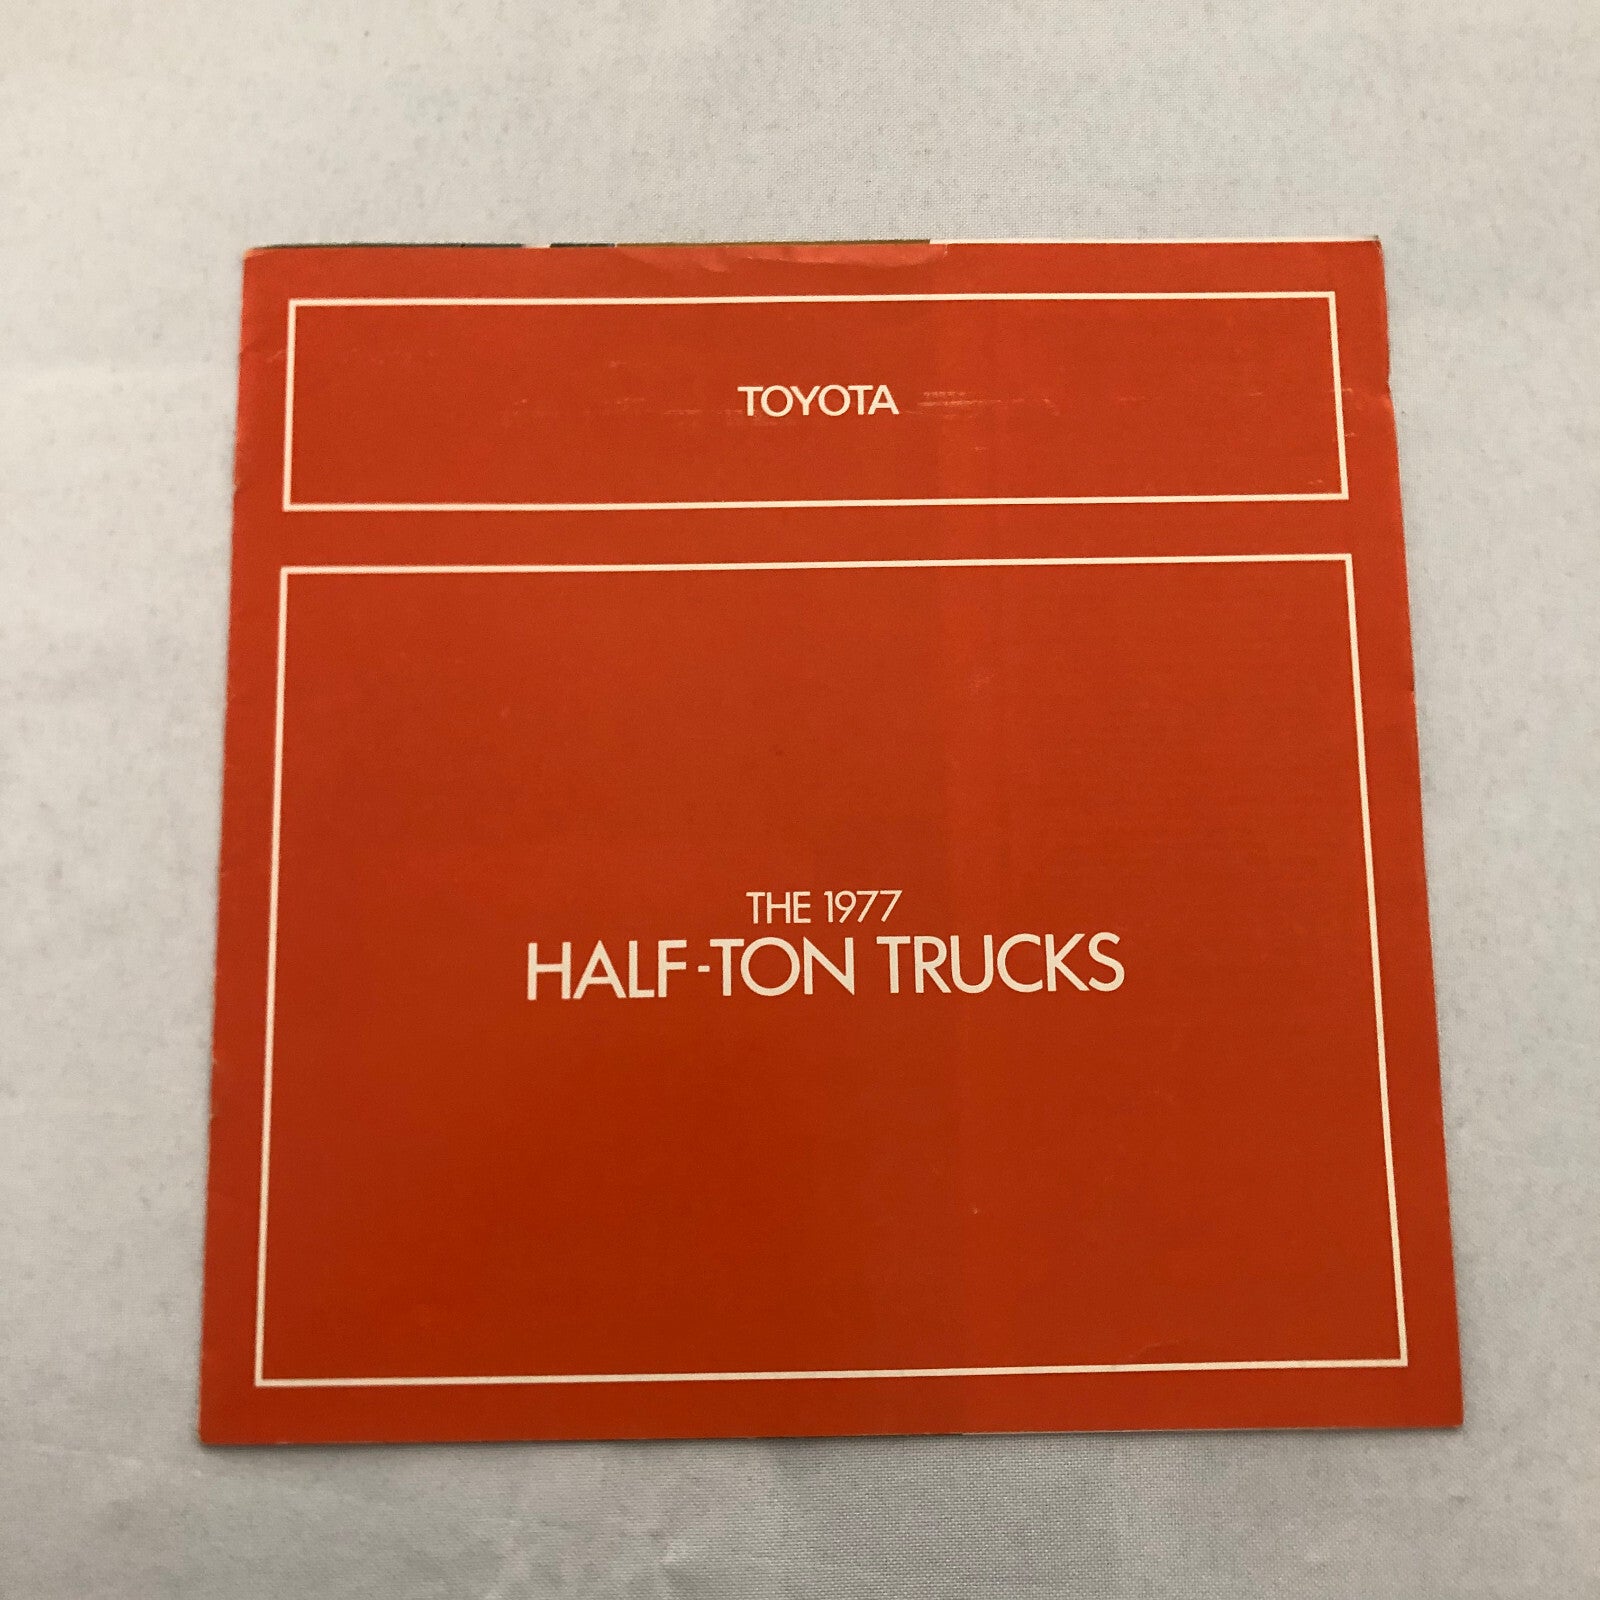 TOYOTA
THE 1977
HALF-TON TRUCKS